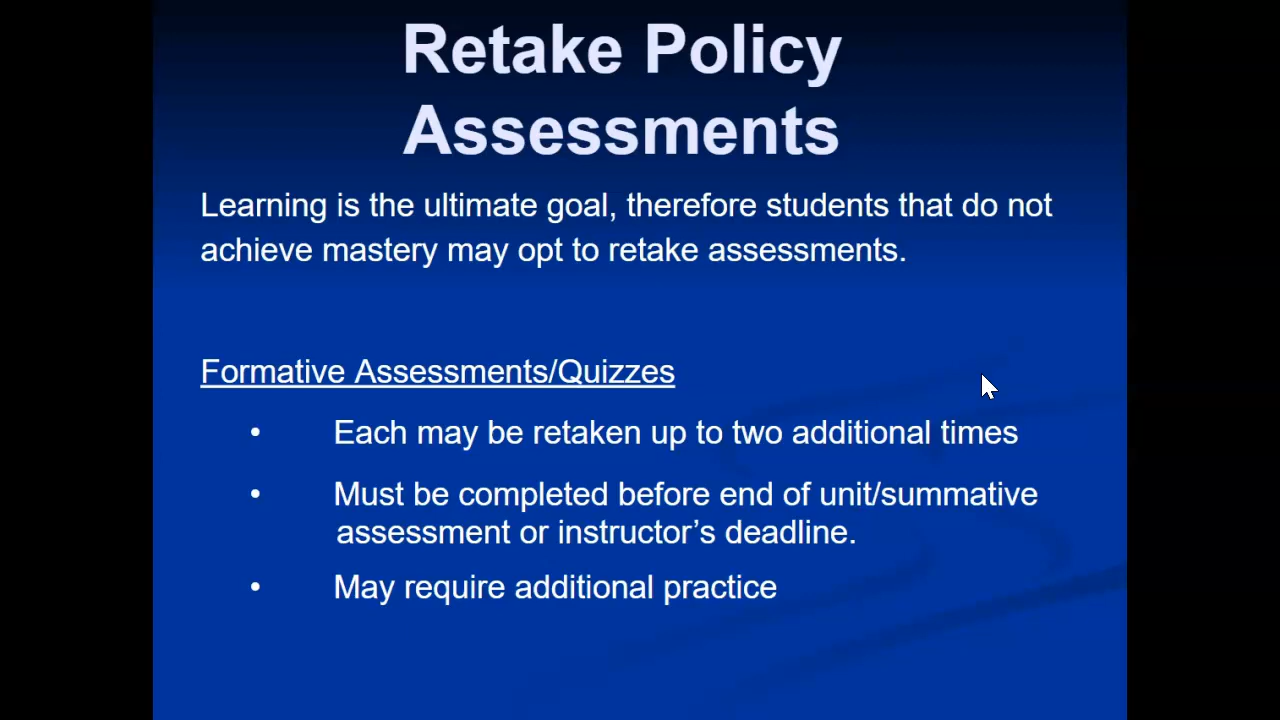 Retake Policy
Assessments
Learning is the ultimate goal, therefore students that do not
achieve mastery may opt to retake assessments.
Formative Assessments/Quizzes
• Each may be retaken up to two additional times
• Must be completed before end of unit/summative
assessment or instructor’s deadline.
• May require additional practice